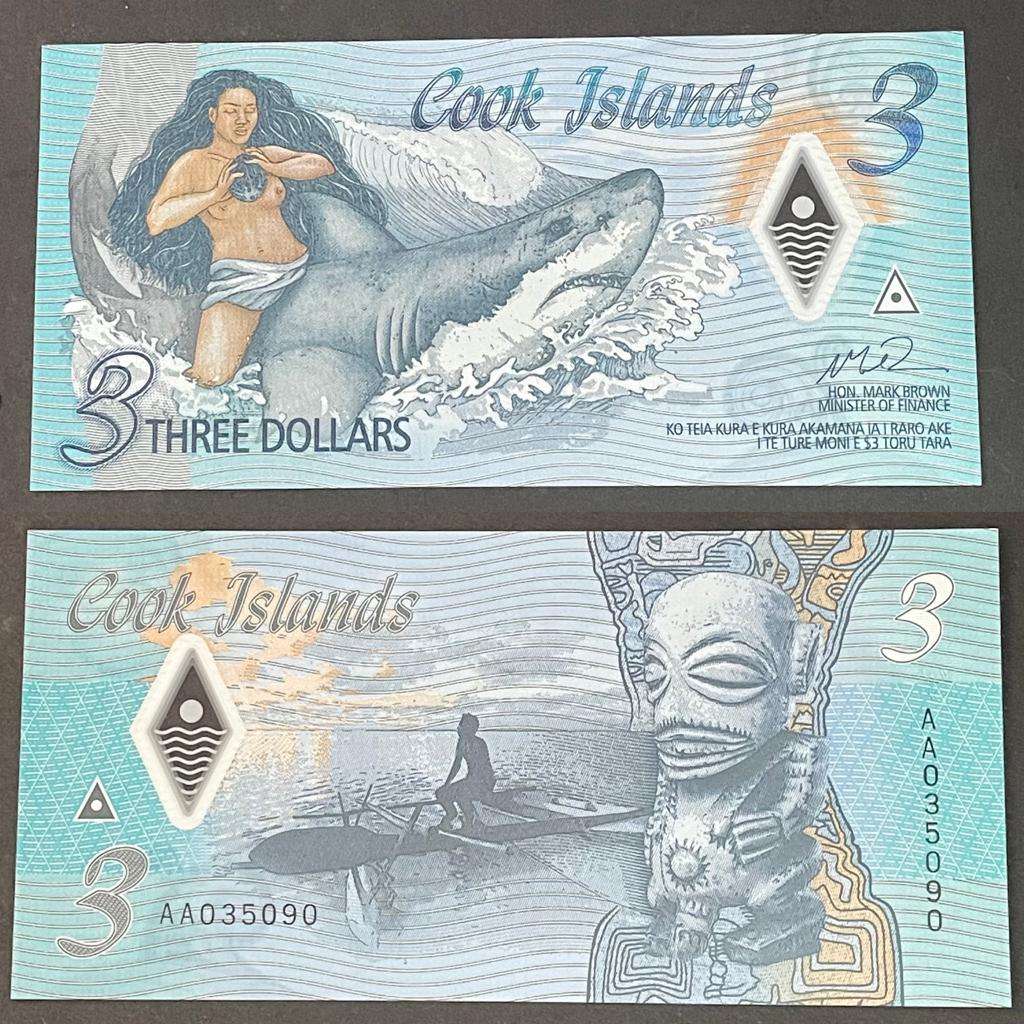 Cook Islands
3
HON. MARK BROWN
MINISTER OF FINANCE
KO TEIA KURA E KURA AKAMANA IA I RARO AKE
I TE TURE MONI E $3 TORU TARA
3 THREE DOLLARS
Cook Islands
3
AA035090
3
AA035090